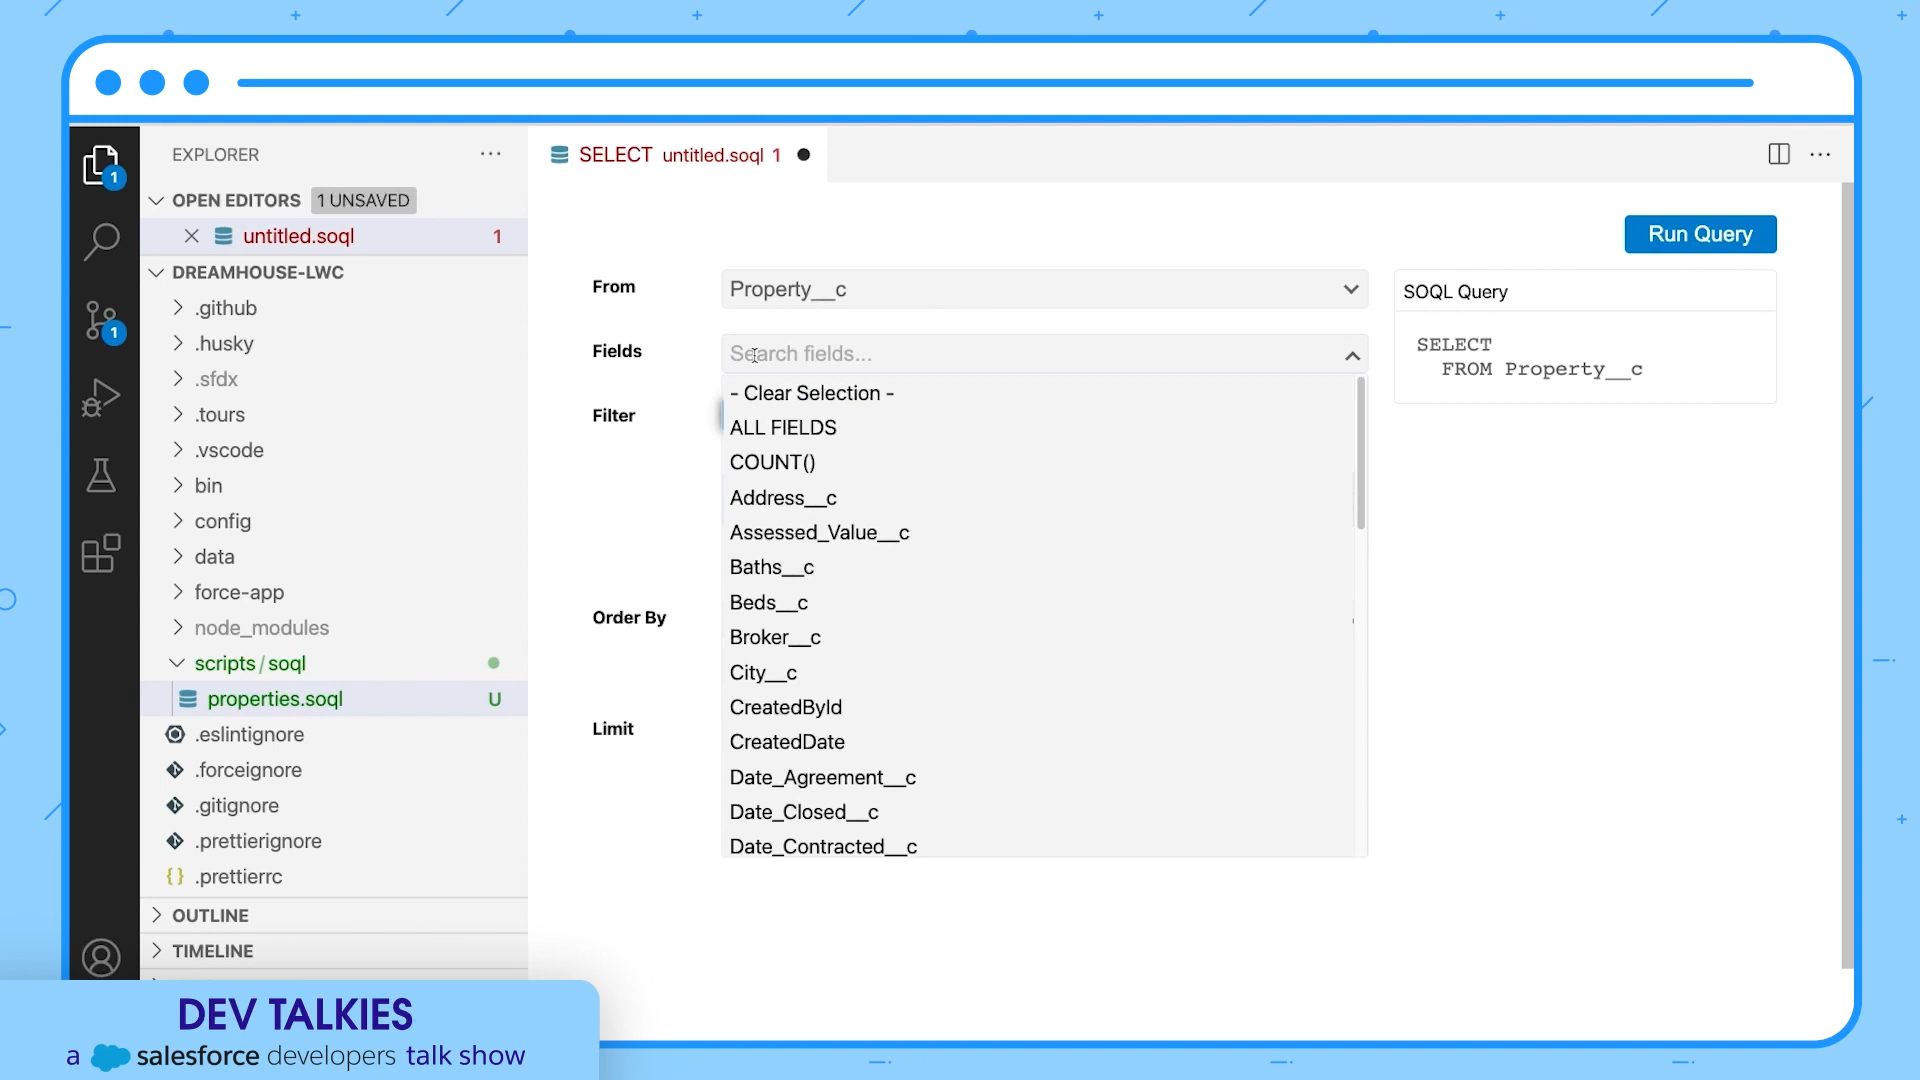 EXPLORER
SELECT untitled.soql 1
OPEN EDITORS 1 UNSAVED
untitled.soql 1
DREAMHOUSE-LWC
.github
.husky
.sfdx
.tours
.vscode
bin
config
data
force-app
node_modules
scripts/soql
properties.soql U
.eslintignore
.forceignore
.gitignore
.prettierignore
{} .prettierrc
OUTLINE
TIMELINE
1
1
Run Query
From Property__c
Fields Search fields...
Filter
Order By
Limit
- Clear Selection -
ALL FIELDS
COUNT()
Address__c
Assessed_Value__c
Baths__c
Beds__c
Broker__c
City__c
CreatedById
CreatedDate
Date_Agreement__c
Date_Closed__c
Date_Contracted__c
SOQL Query
SELECT
FROM Property__c
DEV TALKIES
a salesforce developers talk show